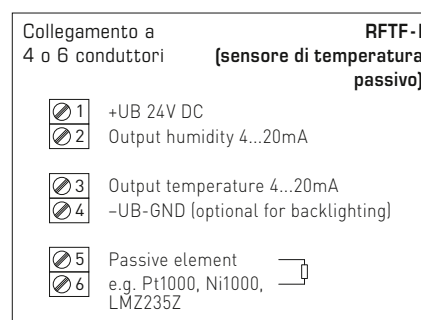 Collegamento a
4 o 6 conduttori
RFTF-I
(sensore di temperatura
passivo)
1 +UB 24V DC
2 Output humidity 4...20mA
3 Output temperature 4...20mA
4 –UB-GND (optional for backlighting)
5 Passive element
6 e.g. Pt1000, Ni1000,
LMZ235Z